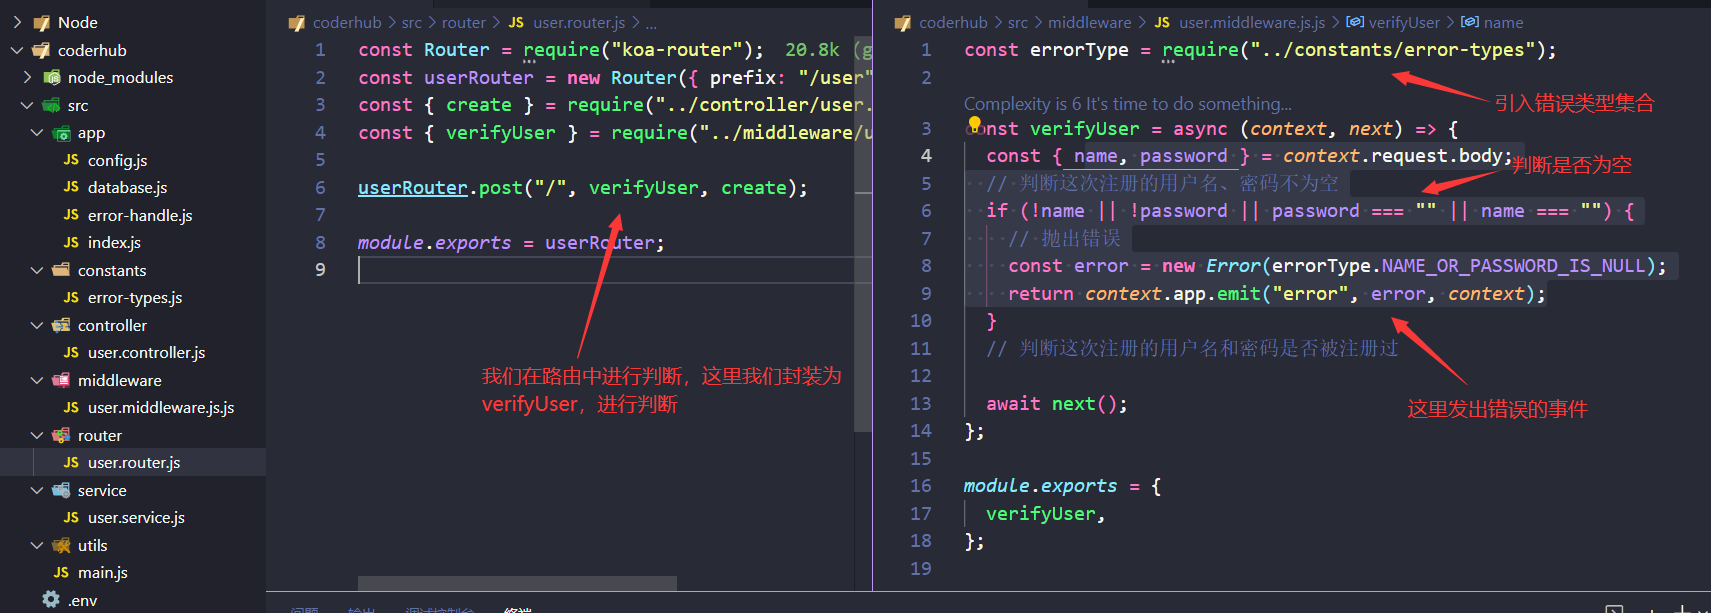 Node
coderhub
node_modules
src
app
JS config.js
JS database.js
JS error-handle.js
JS index.js
constants
JS error-types.js
controller
JS user.controller.js
middleware
JS user.middleware.js.js
router
JS user.router.js
service
JS user.service.js
utils
JS main.js
.env
coderhub > src > router > JS user.router.js > ...
1 const Router = require("koa-router"); 20.8k (g
2 const userRouter = new Router({ prefix: "/user"
3 const { create } = require("../controller/user.
4 const { verifyUser } = require("../middleware/u
5
6 userRouter.post("/", verifyUser, create);
7
8 module.exports = userRouter;
9
我们在路由中进行判断，这里我们封装为
verifyUser，进行判断
coderhub > src > middleware > JS user.middleware.js.js > verifyUser > name
1 const errorType = require("../constants/error-types");
2
引入错误类型集合
Complexity is 6 It's time to do something...
3 const verifyUser = async (context, next) => {
4 const { name, password } = context.request.body;
判断是否为空
5 // 判断这次注册的用户名、密码不为空
6 if (!name || !password || password === "" || name === "") {
7 // 抛出错误
8 const error = new Error(errorType.NAME_OR_PASSWORD_IS_NULL);
9 return context.app.emit("error", error, context);
10 }
11 // 判断这次注册的用户名和密码是否被注册过
12
13 await next();
这里发出错误的事件
14 };
15
16 module.exports = {
17 verifyUser,
18 };
19
问题 输出 调试控制台 终端